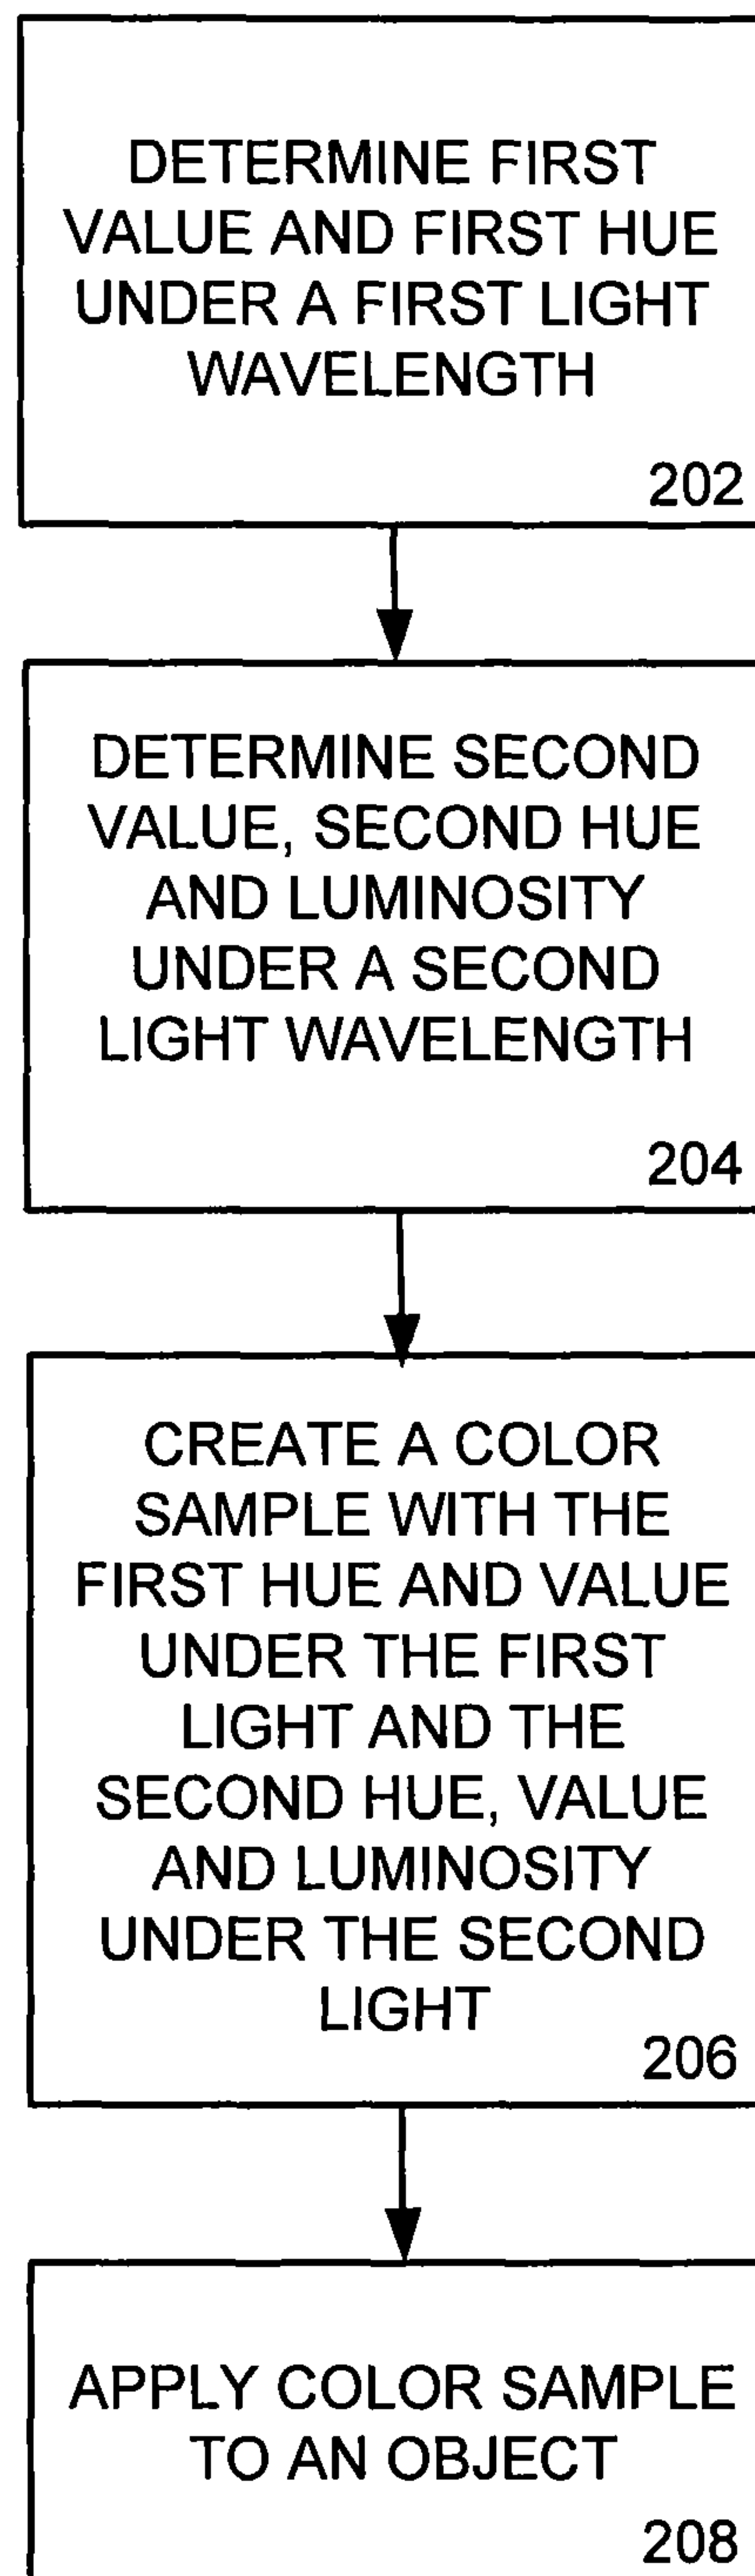 DETERMINE FIRST
VALUE AND FIRST HUE
UNDER A FIRST LIGHT
WAVELENGTH
202
DETERMINE SECOND
VALUE, SECOND HUE
AND LUMINOSITY
UNDER A SECOND
LIGHT WAVELENGTH
204
CREATE A COLOR
SAMPLE WITH THE
FIRST HUE AND VALUE
UNDER THE FIRST
LIGHT AND THE
SECOND HUE, VALUE
AND LUMINOSITY
UNDER THE SECOND
LIGHT
206
APPLY COLOR SAMPLE
TO AN OBJECT
208